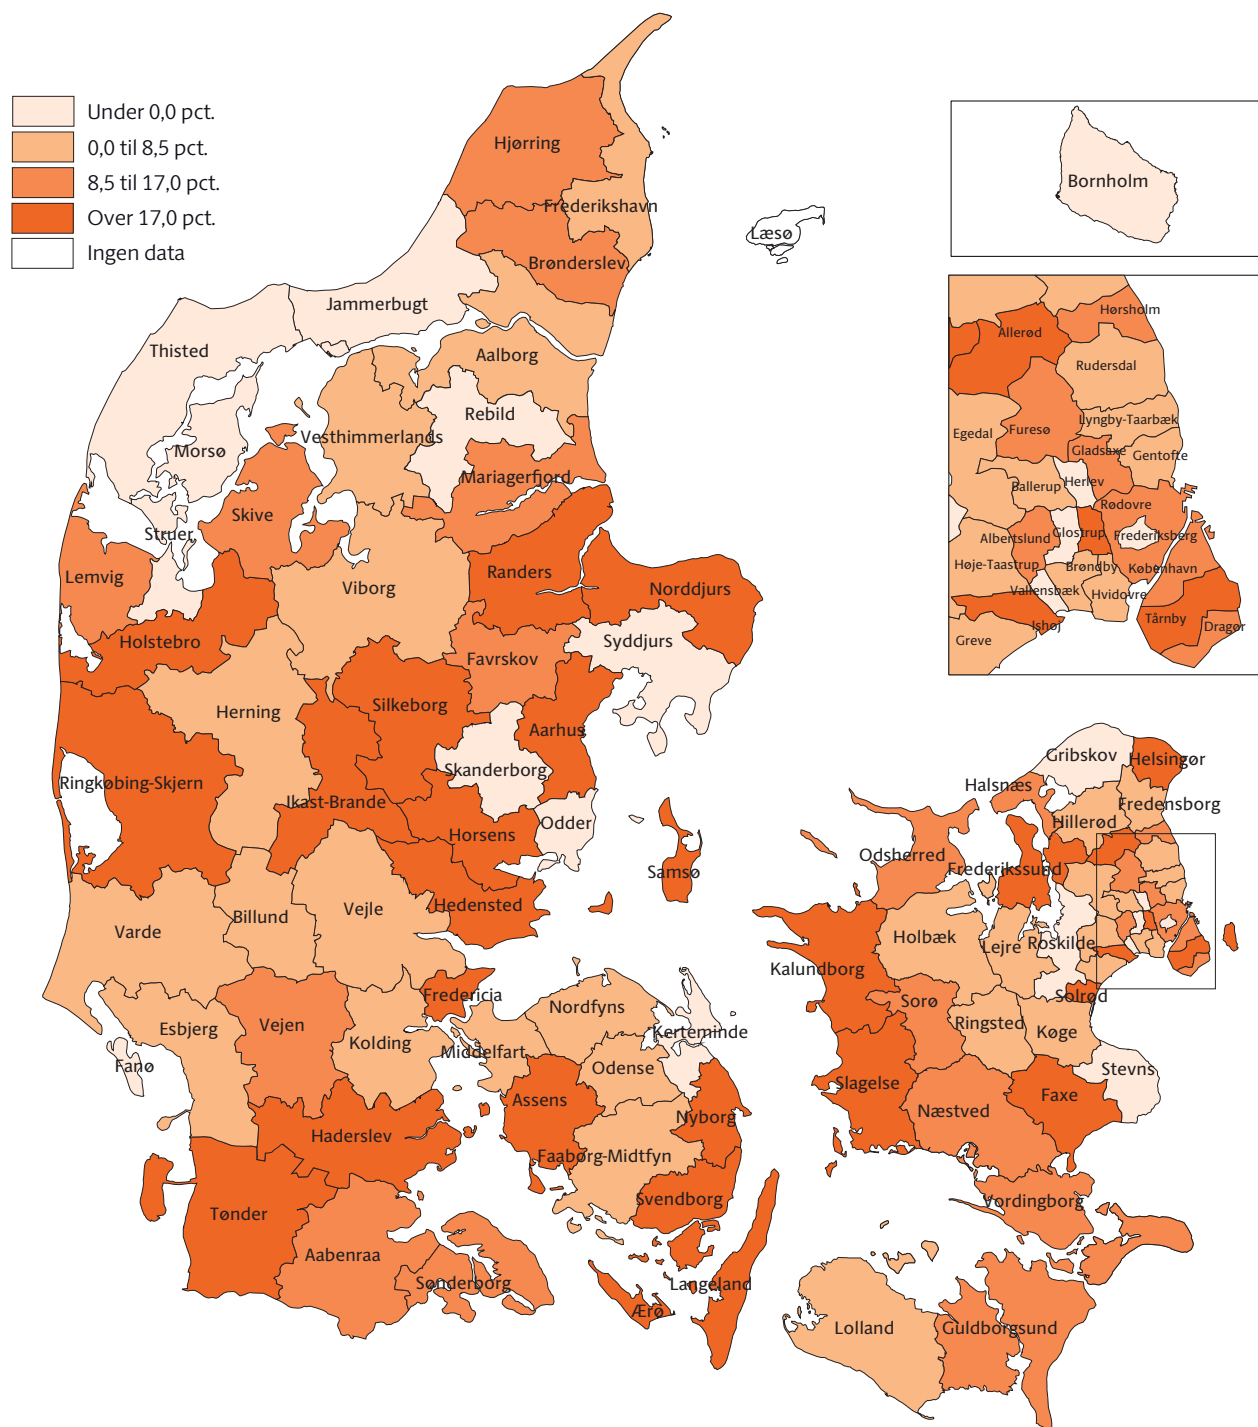 Under 0,0 pct.
0,0 til 8,5 pct.
8,5 til 17,0 pct.
Over 17,0 pct.
Ingen data
Hjørring
Frederikshavn
Læsø
Brønderslev
Jammerbugt
Thisted
Aalborg
Rebild
Vesthimmerlands
Morsø
Mariagerfjord
Skive
Struer
Lemvig
Viborg
Randers
Norddjurs
Holstebro
Syddjurs
Favrskov
Herning
Silkeborg
Aarhus
Skanderborg
Ringkøbing-Skjern
Ikast-Brande
Horsens
Odder
Samsø
Hedensted
Vejle
Billund
Varde
Fredericia
Esbjerg
Vejen
Kolding
Fanø
Nordfyns
Middelfart
Kerteminde
Odense
Assens
Nyborg
Haderslev
Faaborg-Midtfyn
Svendborg
Tønder
Aabenraa
Sønderborg
Langeland
Ærø
Bornholm
Hørsholm
Allerød
Rudersdal
Lyngby-Taarbæk
Egedal
Furesø
Gladsaxe
Gentofte
Ballerup
Herlev
Rødovre
Albertslund
Glostrup
Frederiksberg
Høje-Taastrup
Brøndby
København
Vallensbæk
Hvidovre
Ishøj
Tårnby
Dragør
Greve
Gribskov
Helsingør
Halsnæs
Fredensborg
Hillerød
Odsherred
Frederikssund
Holbæk
Lejre
Roskilde
Kalundborg
Solrød
Sorø
Ringsted
Køge
Stevns
Slagelse
Næstved
Faxe
Vordingborg
Lolland
Guldborgsund